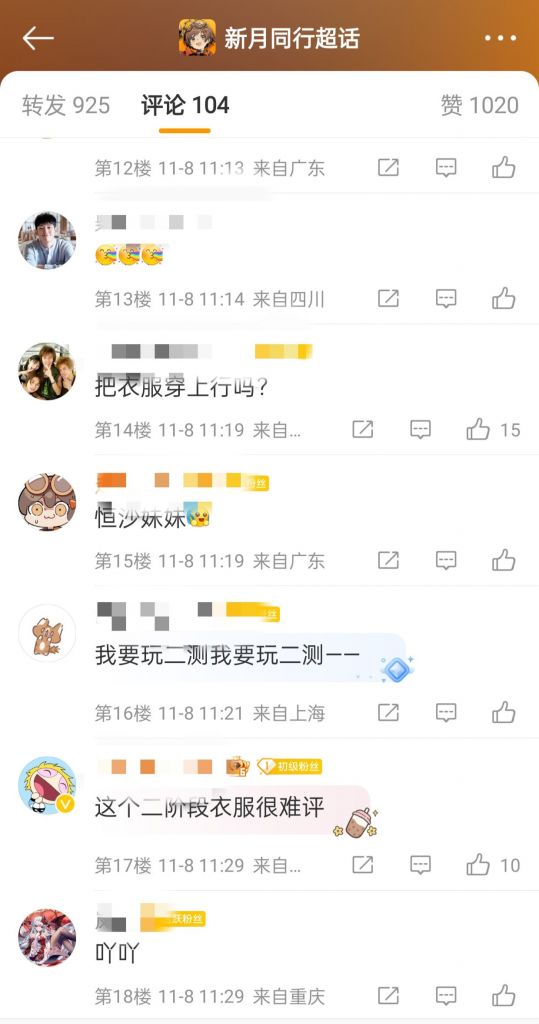 新月同行超话
转发 925
评论 104
赞 1020
第12楼 11-8 11:13 来自广东
第13楼 11-8 11:14 来自四川
把衣服穿上行吗？
第14楼 11-8 11:19 来自...
15
恒沙妹妹
第15楼 11-8 11:19 来自广东
我要玩二测我要玩二测一一
第16楼 11-8 11:21 来自上海
初级粉丝
这个二阶段衣服很难评
第17楼 11-8 11:29 来自...
10
跃粉丝
吖吖
第18楼 11-8 11:29 来自重庆